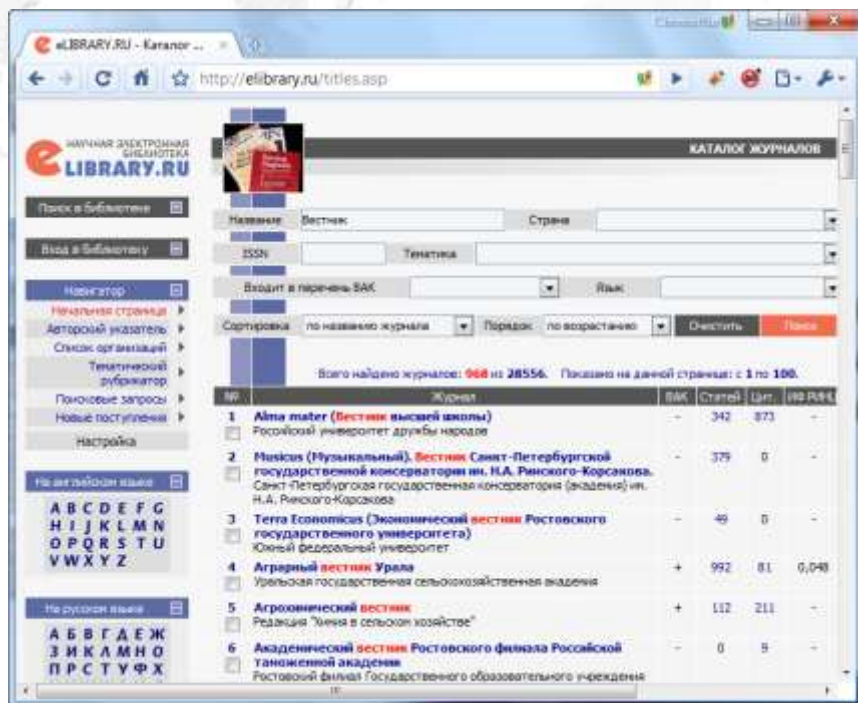 eLIBRARY.RU - Каталог ...
http://elibrary.ru/titles.asp
НАУЧНАЯ ЭЛЕКТРОННАЯ
БИБЛИОТЕКА
LIBRARY.RU
КАТАЛОГ ЖУРНАЛОВ
Поиск в библиотеке
Вход в библиотеку
Навигатор
Начальная страница
Авторский указатель
Список организаций
Тематический
рубрикатор
Поисковые запросы
Новые поступления
Настройка
На английском языке
A B C D E F G
H I J K L M N
O P Q R S T U
V W X Y Z
На русском языке
А Б В Г Д Е Ж
З И К Л М Н О
П Р С Т У Ф Х
Название Вестник Страна
ISSN Тематика
Входит в перечень ВАК Язык
Сортировка по названию журнала Порядок по возрастанию Очистить Поиск
Всего найдено журналов: 968 из 28556. Показано на данной странице: с 1 по 100.
№ Журнал ВАК Статей Цит. ИФ РИНЦ
1 Alma mater (Вестник высшей школы) - 342 873 -
Российский университет дружбы народов
2 Musicus (Музыкальный). Вестник Санкт-Петербургской - 379 0 -
государственной консерватории им. Н.А. Римского-Корсакова.
Санкт-Петербургская государственная консерватория (академия) им.
Н.А. Римского-Корсакова
3 Terra Economicus (Экономический вестник Ростовского - 49 0 -
государственного университета)
Южный федеральный университет
4 Аграрный вестник Урала + 992 81 0,048
Уральская государственная сельскохозяйственная академия
5 Агрохимический вестник + 112 211 -
Редакция "Химия в сельском хозяйстве"
6 Академический вестник Ростовского филиала Российской - 0 9 -
таможенной академии
Ростовский филиал Государственного образовательного учреждения